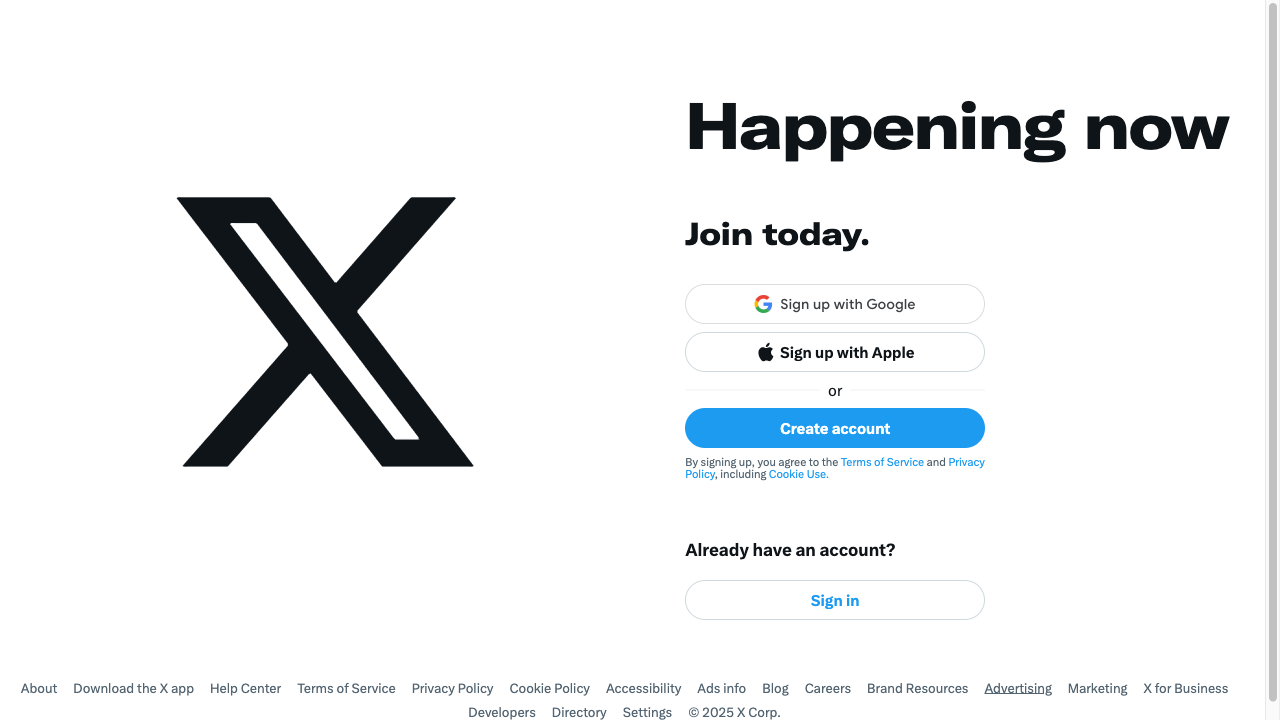 Happening now
Join today.
Sign up with Google
Sign up with Apple
or
Create account
By signing up, you agree to the Terms of Service and Privacy
Policy, including Cookie Use.
Already have an account?
Sign in
About Download the X app Help Center Terms of Service Privacy Policy Cookie Policy Accessibility Ads info Blog Careers Brand Resources Advertising Marketing X for Business
Developers Directory Settings © 2025 X Corp.